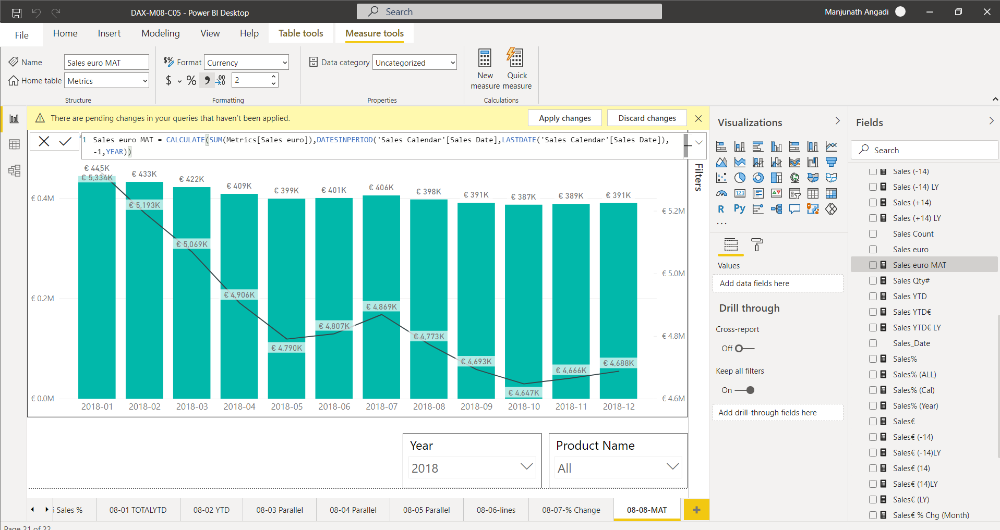 DAX-M08-C05 - Power BI Desktop
Search
Manjunath Angadi
File
Home
Insert
Modeling
View
Help
Table tools
Measure tools
Name
Sales euro MAT
Home table
Metrics
Structure
Format
Currency
$
%
,
.00
→.0
2
Formatting
Data category
Uncategorized
Properties
New
measure
Quick
measure
Calculations
There are pending changes in your queries that haven't been applied.
Apply changes
Discard changes
1 Sales euro MAT = CALCULATE(SUM(Metrics[Sales euro]),DATESINPERIOD('Sales Calendar'[Sales Date],LASTDATE('Sales Calendar'[Sales Date]),
-1,YEAR))
€ 445K
€ 433K
€ 422K
€ 409K
€ 399K
€ 401K
€ 406K
€ 398K
€ 391K
€ 387K
€ 389K
€ 391K
€ 5,334K
€ 5,193K
€ 5,069K
€ 4,906K
€ 4,790K
€ 4,807K
€ 4,869K
€ 4,773K
€ 4,693K
€ 4,647K
€ 4,666K
€ 4,688K
€ 0.4M
€ 0.2M
€ 0.0M
€ 5.2M
€ 5.0M
€ 4.8M
€ 4.6M
2018-01
2018-02
2018-03
2018-04
2018-05
2018-06
2018-07
2018-08
2018-09
2018-10
2018-11
2018-12
Year
2018
Product Name
All
Filters
Visualizations
123
R
Py
...
Values
Add data fields here
Drill through
Cross-report
Off
Keep all filters
On
Add drill-through fields here
Fields
Search
Sales (-14)
Sales (-14) LY
Sales (+14)
Sales (+14) LY
Sales Count
Sales euro
Sales euro MAT
Sales Qty#
Sales YTD
Sales YTD€
Sales YTD€ LY
Sales_Date
Sales%
Sales% (ALL)
Sales% (Cal)
Sales% (Year)
Sales€
Sales€ (-14)
Sales€ (-14)LY
Sales€ (14)
Sales€ (14)LY
Sales€ (LY)
Sales€ % Chg (Month)
Sales %
08-01 TOTALYTD
08-02 YTD
08-03 Parallel
08-04 Parallel
08-05 Parallel
08-06-lines
08-07-% Change
08-08-MAT
Page 21 of 22